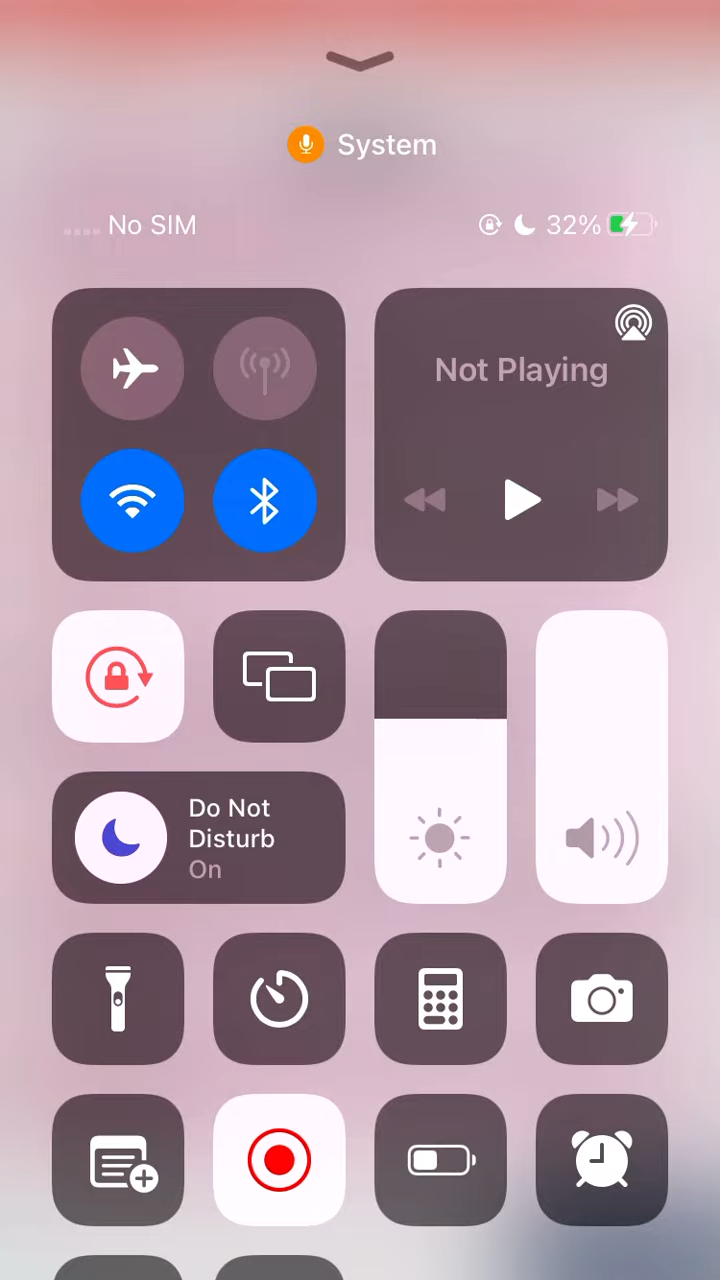 System
No SIM
32%
Not Playing
Do Not
Disturb
On